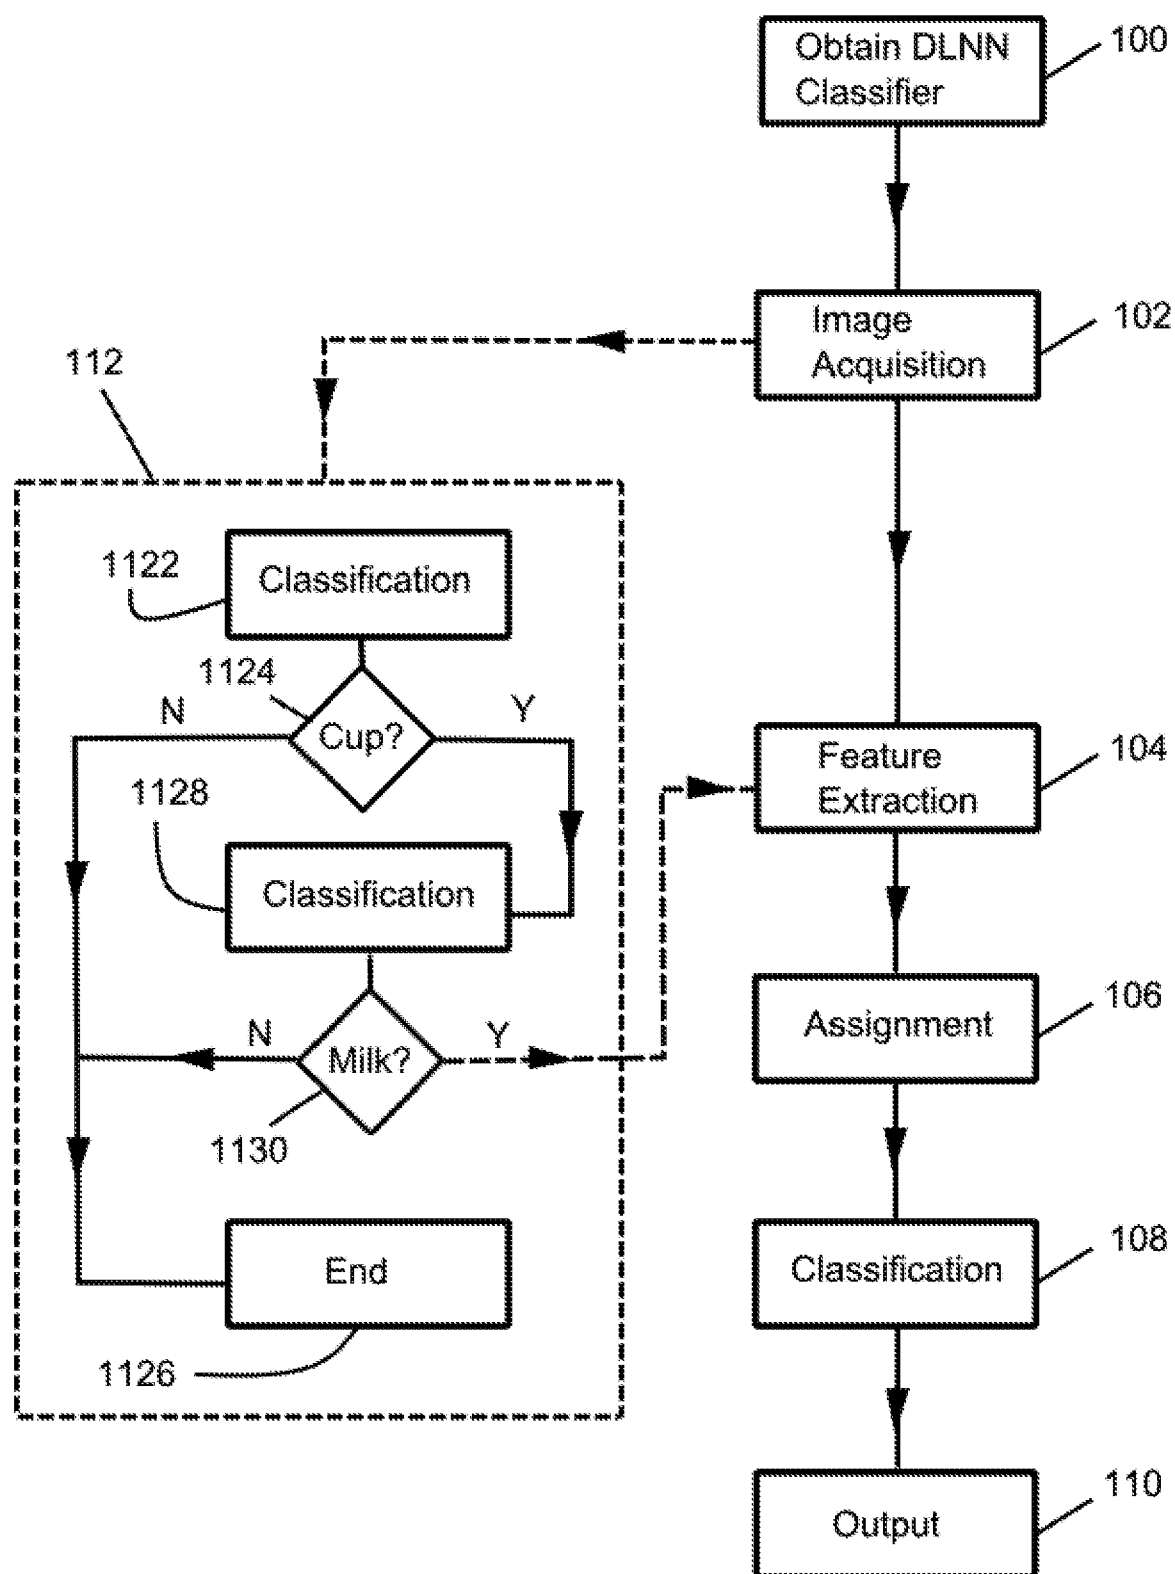 Obtain DLNN
Classifier
100
Image
Acquisition
102
112
1122
Classification
1124
N
Cup?
Y
1128
Classification
N
Milk?
Y
1130
End
1126
Feature
Extraction
104
Assignment
106
Classification
108
Output
110